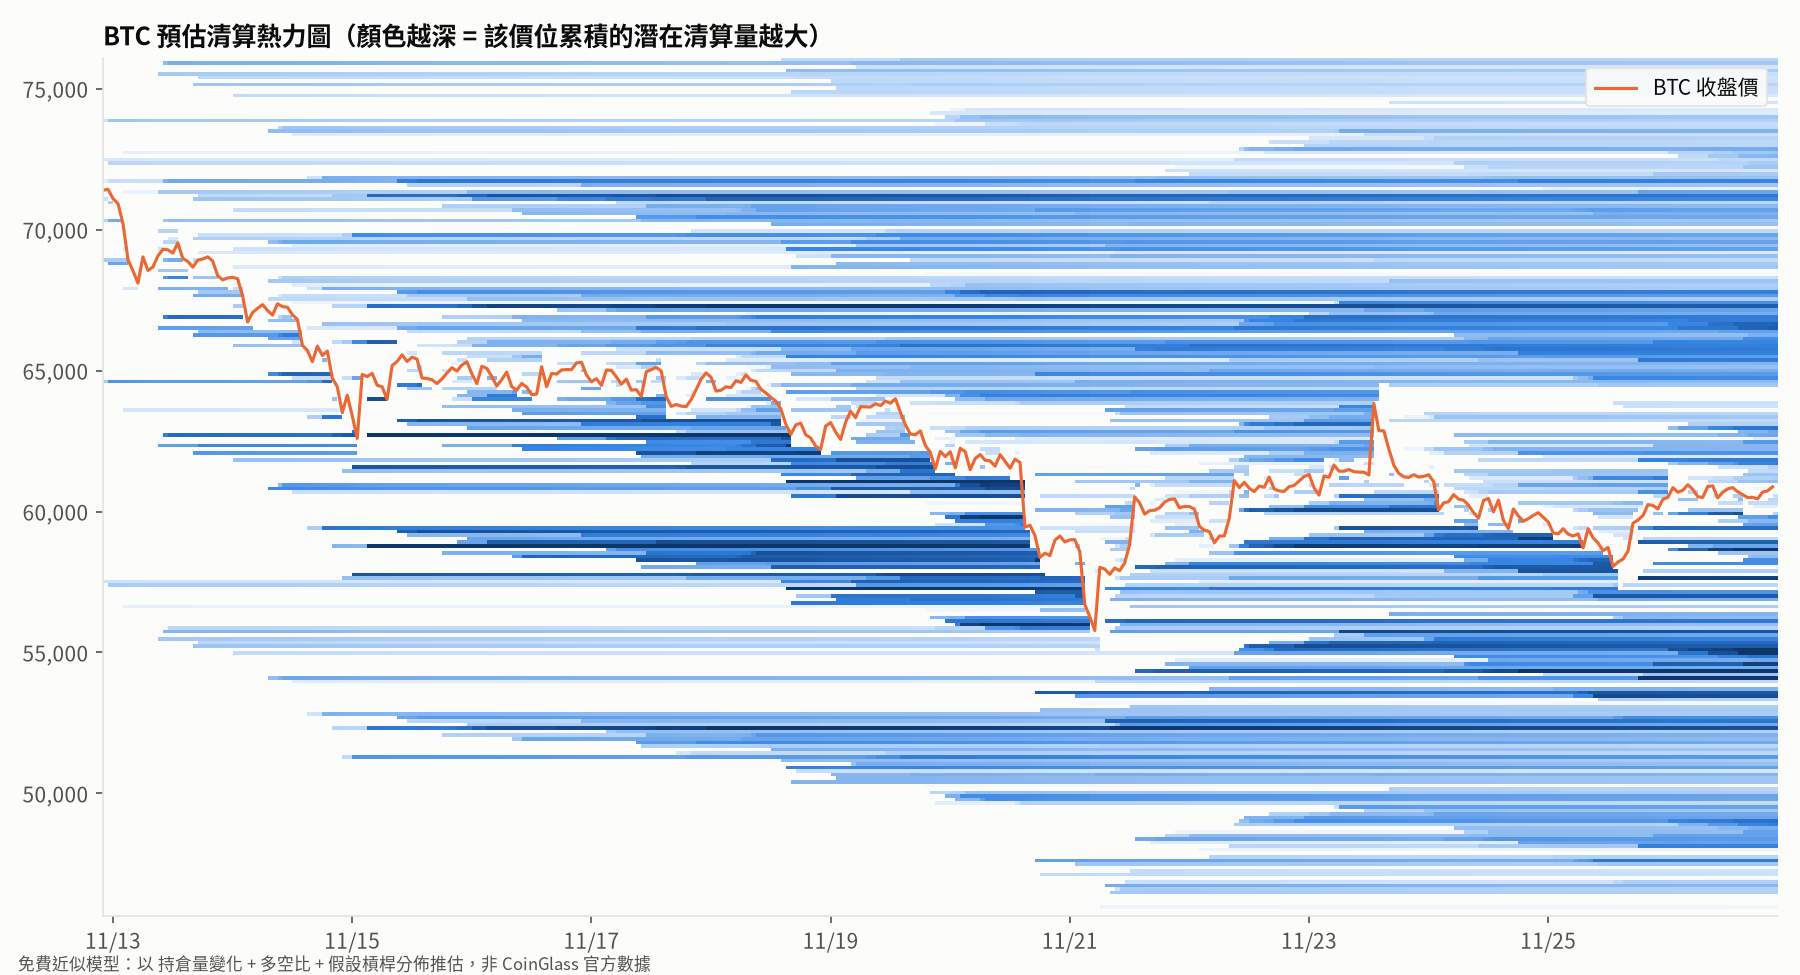 BTC 預估清算熱力圖（顏色越深 = 該價位累積的潛在清算量越大）
BTC 收盤價
75,000
70,000
65,000
60,000
55,000
50,000
11/13 11/15 11/17 11/19 11/21 11/23 11/25
免費近似模型：以 持倉量變化 + 多空比 + 假設槓桿分佈推估，非 CoinGlass 官方數據